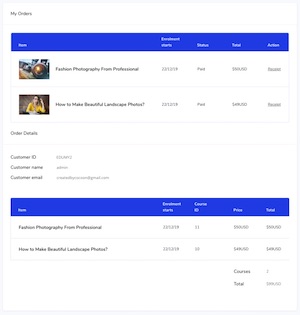 My Orders
Item Enrolment starts Status Total Action
Fashion Photography From Professional 22/12/19 Paid $50USD Receipt
How to Make Beautiful Landscape Photos? 22/12/19 Paid $49USD Receipt
Order Details
Customer ID
Customer name admin
Customer email
Item Enrolment starts Course ID Price Total
Fashion Photography From Professional 22/12/19 11 $50USD $50USD
How to Make Beautiful Landscape Photos? 22/12/19 10 $49USD $49USD
Courses 2
Total $99USD